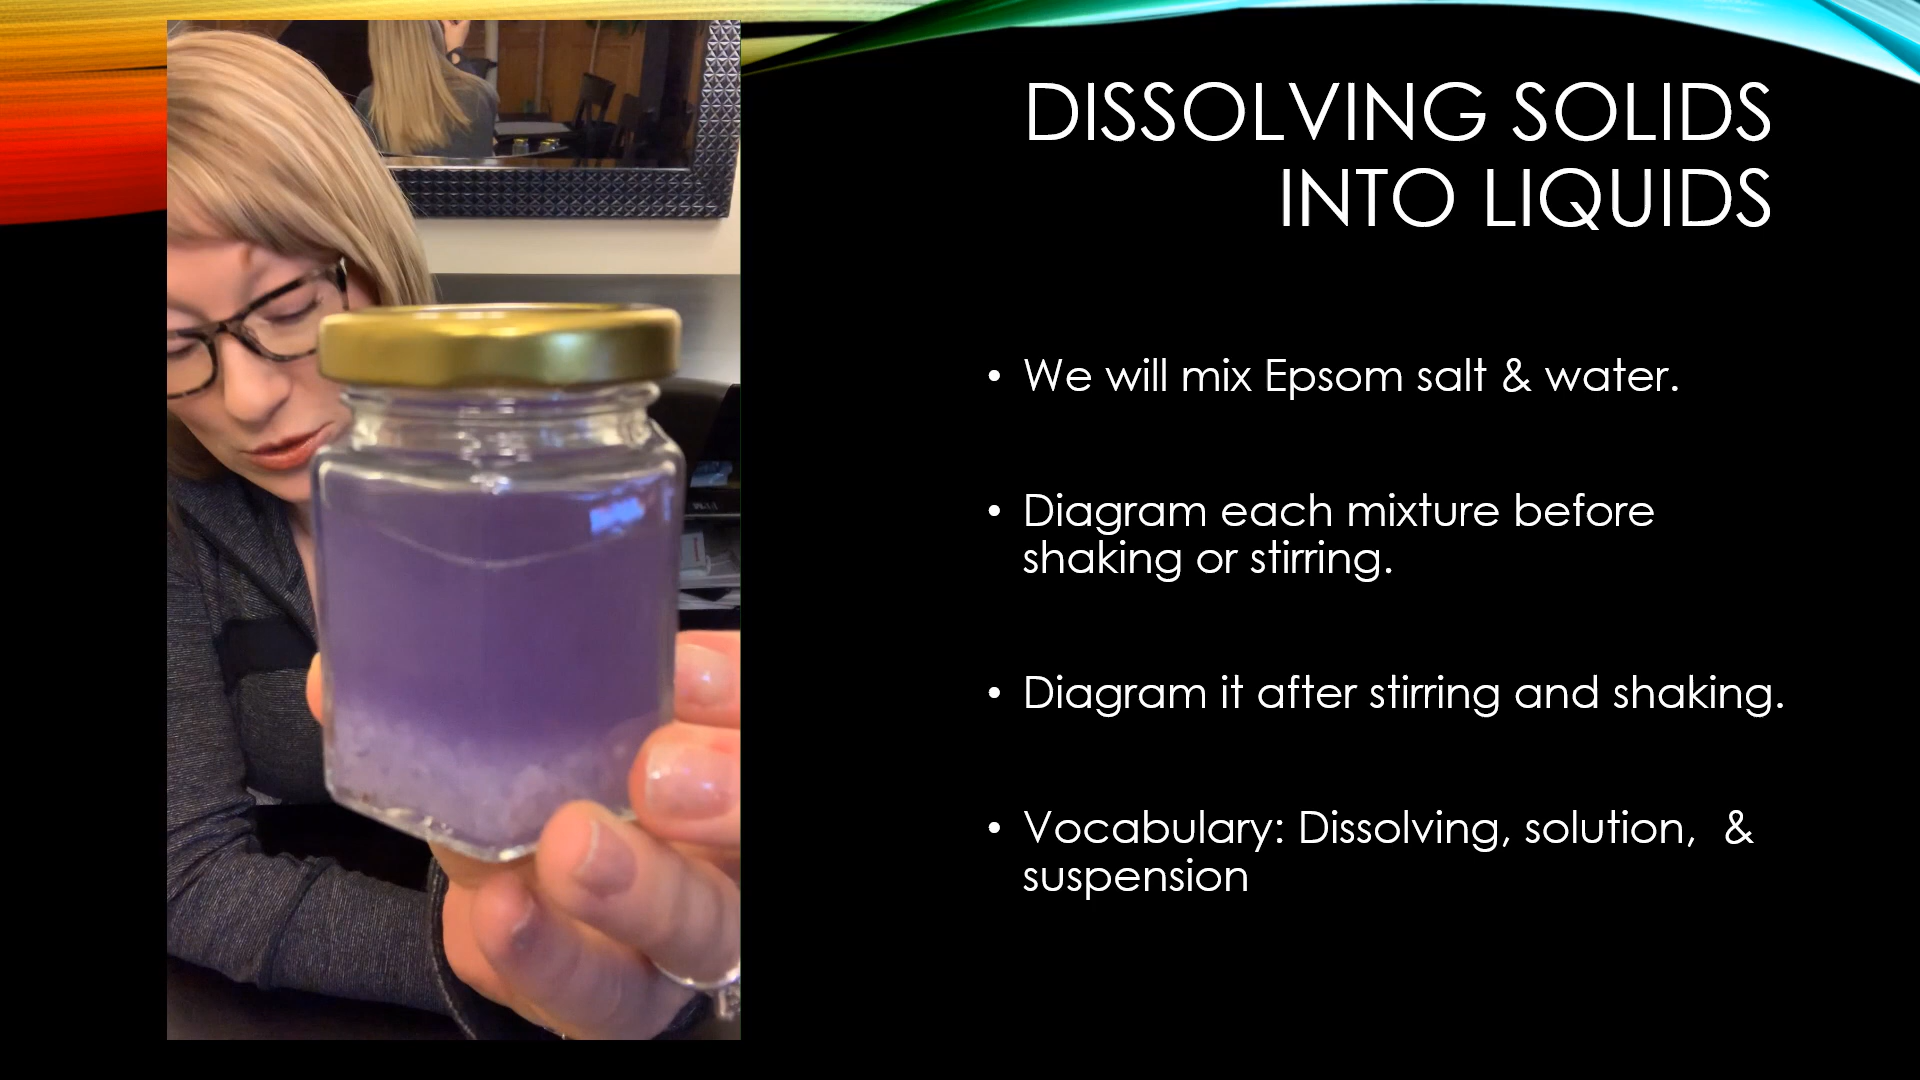 DISSOLVING SOLIDS
INTO LIQUIDS
• We will mix Epsom salt & water.
• Diagram each mixture before
shaking or stirring.
• Diagram it after stirring and shaking.
• Vocabulary: Dissolving, solution,  &
suspension